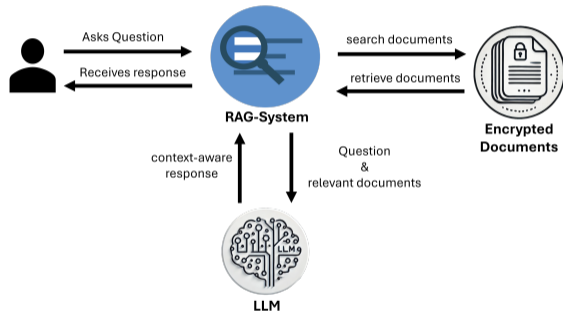 Asks Question
search documents
Receives response
retrieve documents
RAG-System
Encrypted
Documents
context-aware
response
Question
&
relevant documents
LLM
LLM